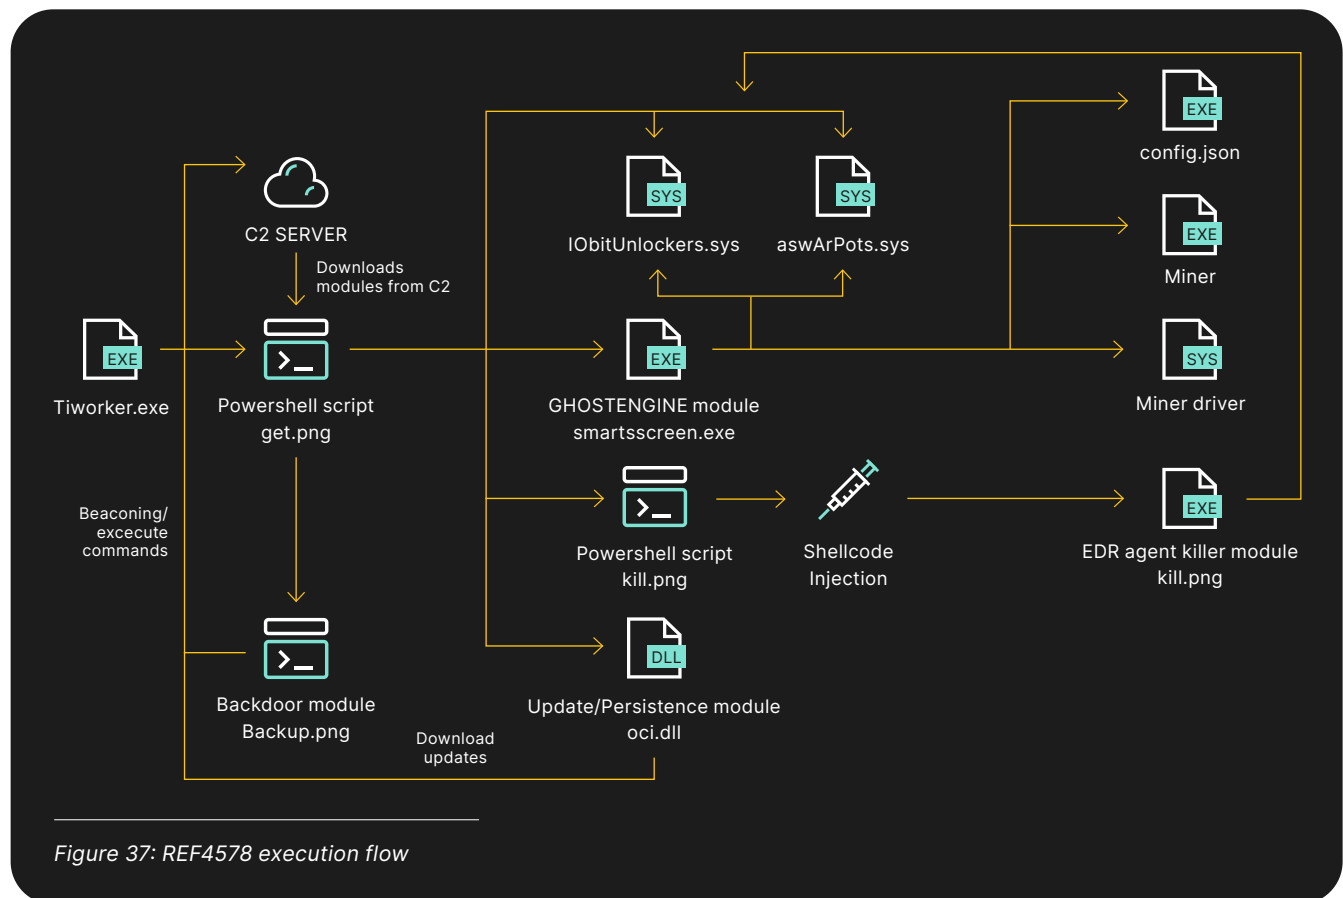 EXE
config.json
SYS
IObitUnlockers.sys
SYS
aswArPots.sys
C2 SERVER
Downloads
modules from C2
EXE
Miner
EXE
Tiworker.exe
Powershell script
get.png
EXE
GHOSTENGINE module
smartsscreen.exe
SYS
Miner driver
Beaconing/
excecute
commands
Powershell script
kill.png
Shellcode
Injection
EXE
EDR agent killer module
kill.png
Backdoor module
Backup.png
DLL
Update/Persistence module
oci.dll
Download
updates
Figure 37: REF4578 execution flow